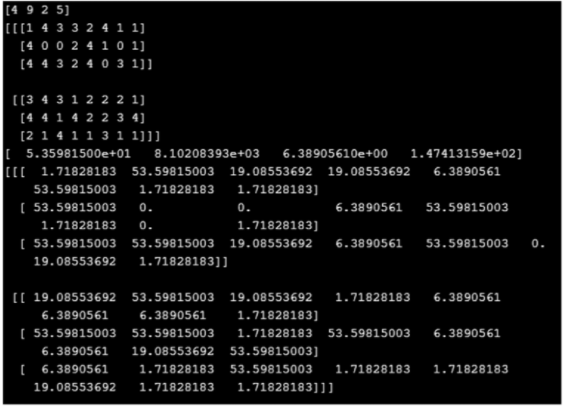 [4 9 2 5]
[[[1 4 3 3 2 4 1 1]
[4 0 0 2 4 1 0 1]
[4 4 3 2 4 0 3 1]]
[[3 4 3 1 2 2 2 1]
[4 4 1 4 2 2 3 4]
[2 1 4 1 1 3 1 1]]]
[ 5.35981500e+01 8.10208393e+03 6.38905610e+00 1.47413159e+02]
[[[ 1.71828183 53.59815003 19.08553692 19.08553692 6.3890561
53.59815003 1.71828183 1.71828183]
[ 53.59815003 0. 0. 6.3890561 53.59815003
1.71828183 0. 1.71828183]
[ 53.59815003 53.59815003 19.08553692 6.3890561 53.59815003 0.
19.08553692 1.71828183]]
[[ 19.08553692 53.59815003 19.08553692 1.71828183 6.3890561
6.3890561 6.3890561 1.71828183]
[ 53.59815003 53.59815003 1.71828183 53.59815003 6.3890561
6.3890561 19.08553692 53.59815003]
[ 6.3890561 1.71828183 53.59815003 1.71828183 1.71828183
19.08553692 1.71828183 1.71828183]]]